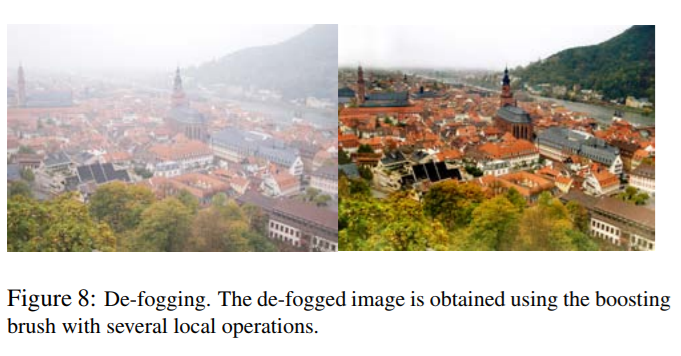 Figure 8: De-fogging. The de-fogged image is obtained using the boosting
brush with several local operations.